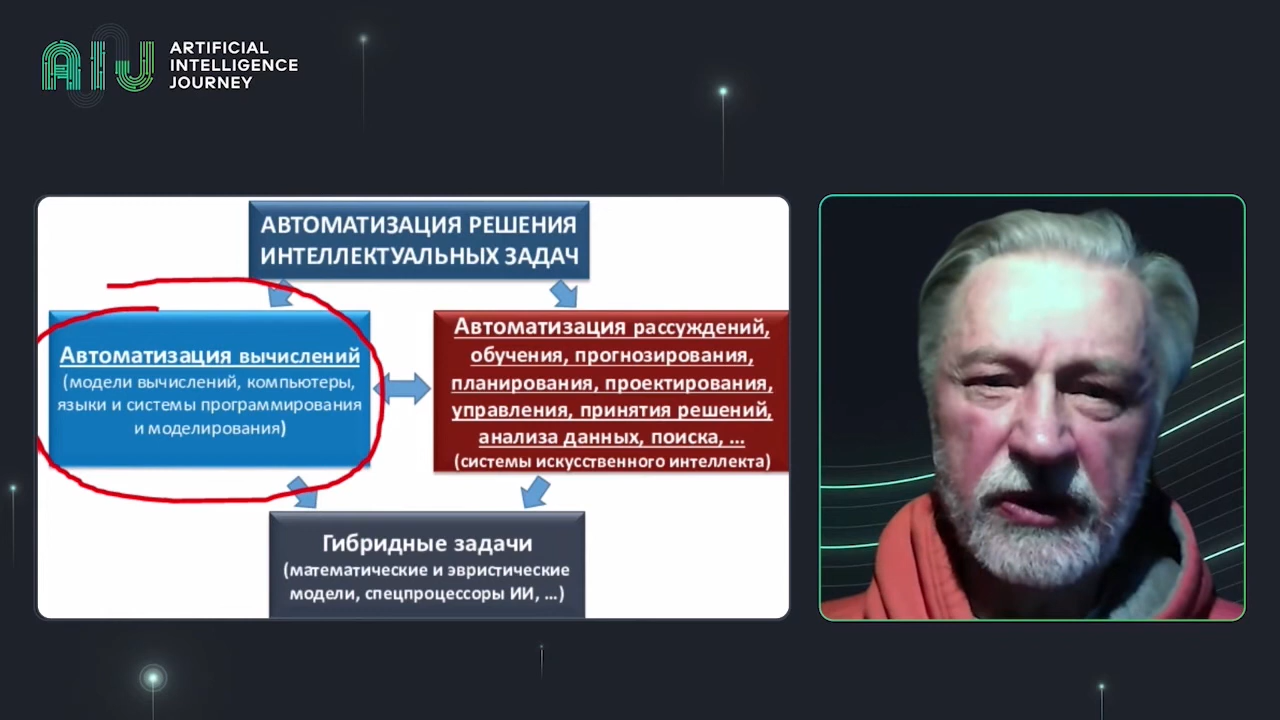 ARTIFICIAL
INTELLIGENCE
JOURNEY
АВТОМАТИЗАЦИЯ РЕШЕНИЯ
ИНТЕЛЛЕКТУАЛЬНЫХ ЗАДАЧ
Автоматизация вычислений
(модели вычислений, компьютеры,
языки и системы программирования
и моделирования)
Автоматизация рассуждений,
обучения, прогнозирования,
планирования, проектирования,
управления, принятия решений,
анализа данных, поиска, ...
(системы искусственного интеллекта)
Гибридные задачи
(математические и эвристические
модели, спецпроцессоры ИИ, ...)